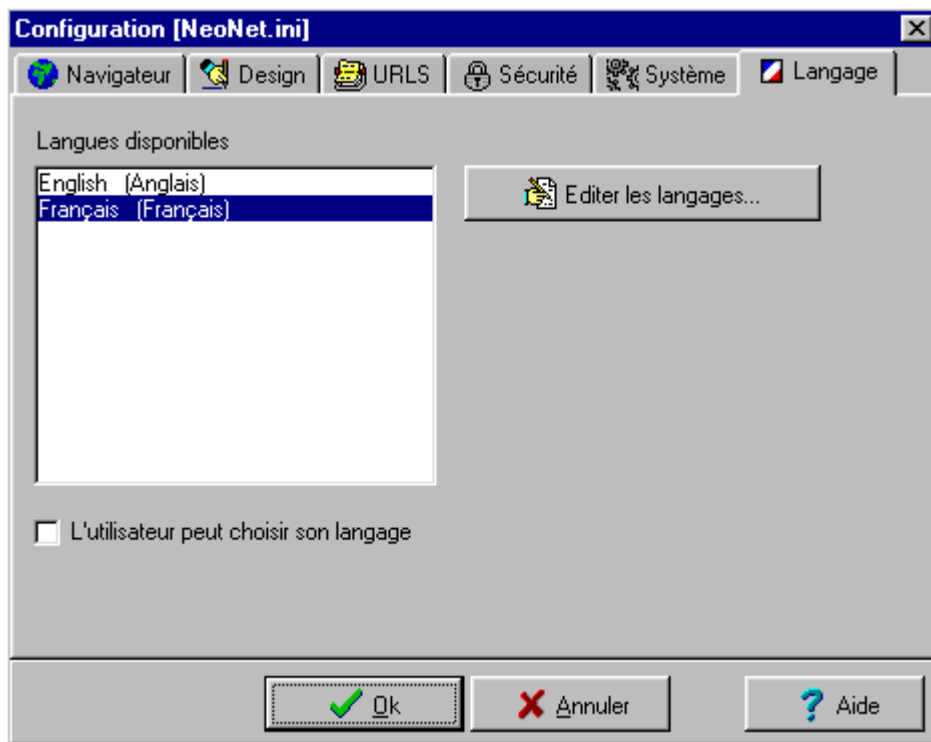 Configuration [NeoNet.ini]
Navigateur Design URLS Sécurité Système Langage
Langues disponibles
English (Anglais)
Français (Français)
Editer les langages...
L'utilisateur peut choisir son langage
Ok Annuler Aide